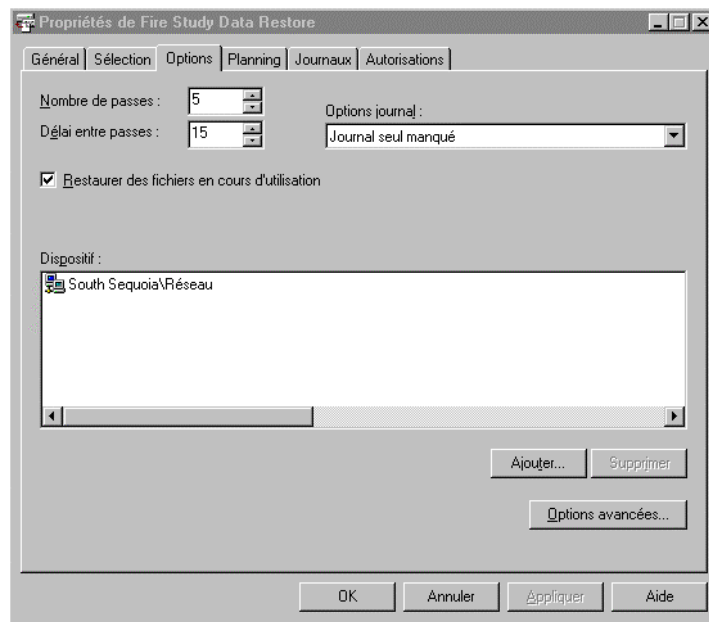 Propriétés de Fire Study Data Restore
Général Sélection Options Planning Journaux Autorisations
Nombre de passes : 5
Options journal :
Délai entre passes : 15
Journal seul manqué
Restaurer des fichiers en cours d'utilisation
Dispositif :
South Sequoia\Réseau
Ajouter... Supprimer
Options avancées...
OK Annuler Appliquer Aide